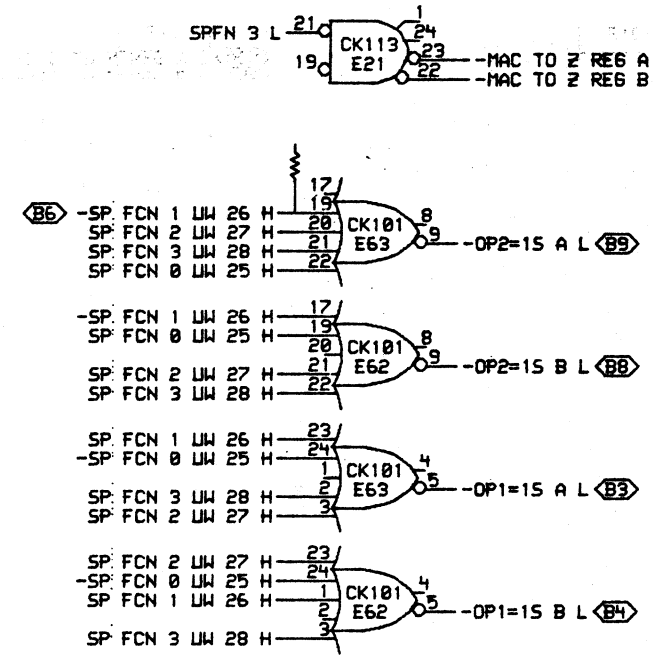 SPFN 3 L 21 1
24
CK113 23 -MAC TO Z REG A
19 E21 22 -MAC TO Z REG B
17
B6 -SP FCN 1 UW 26 H 19 8
SP FCN 2 UW 27 H 20 CK101 9
SP FCN 3 UW 28 H 21 E63 -OP2=1S A L B9
SP FCN 0 UW 25 H 22
-SP FCN 1 UW 26 H 17
SP FCN 0 UW 25 H 19 8
20 CK101 9
SP FCN 2 UW 27 H 21 E62 -OP2=1S B L B8
SP FCN 3 UW 28 H 22
SP FCN 1 UW 26 H 23
-SP FCN 0 UW 25 H 24 4
1 CK101 5
SP FCN 3 UW 28 H 2 E63 -OP1=1S A L B3
SP FCN 2 UW 27 H 3
SP FCN 2 UW 27 H 23
-SP FCN 0 UW 25 H 24 4
SP FCN 1 UW 26 H 1 CK101 5
2 E62 -OP1=1S B L B4
SP FCN 3 UW 28 H 3